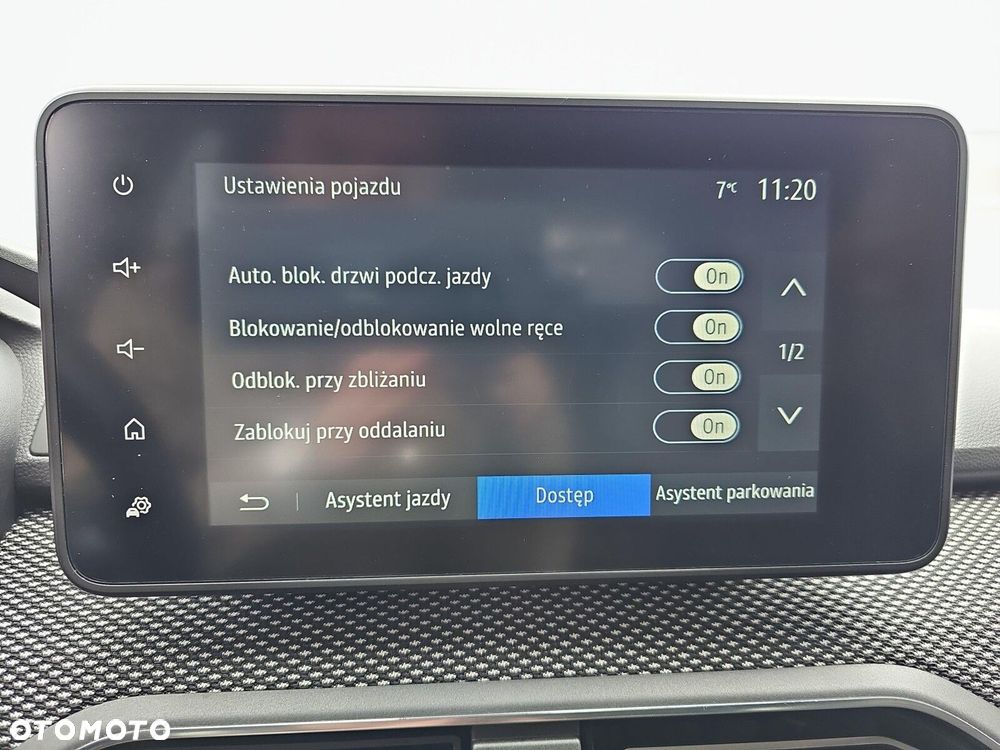 Ustawienia pojazdu
7°C 11:20
Auto. blok. drzwi podcz. jazdy On
Blokowanie/odblokowanie wolne ręce On
1/2
Odblok. przy zbliżaniu On
Zablokuj przy oddalaniu On
Asystent jazdy Dostęp Asystent parkowania
OTOMOTO